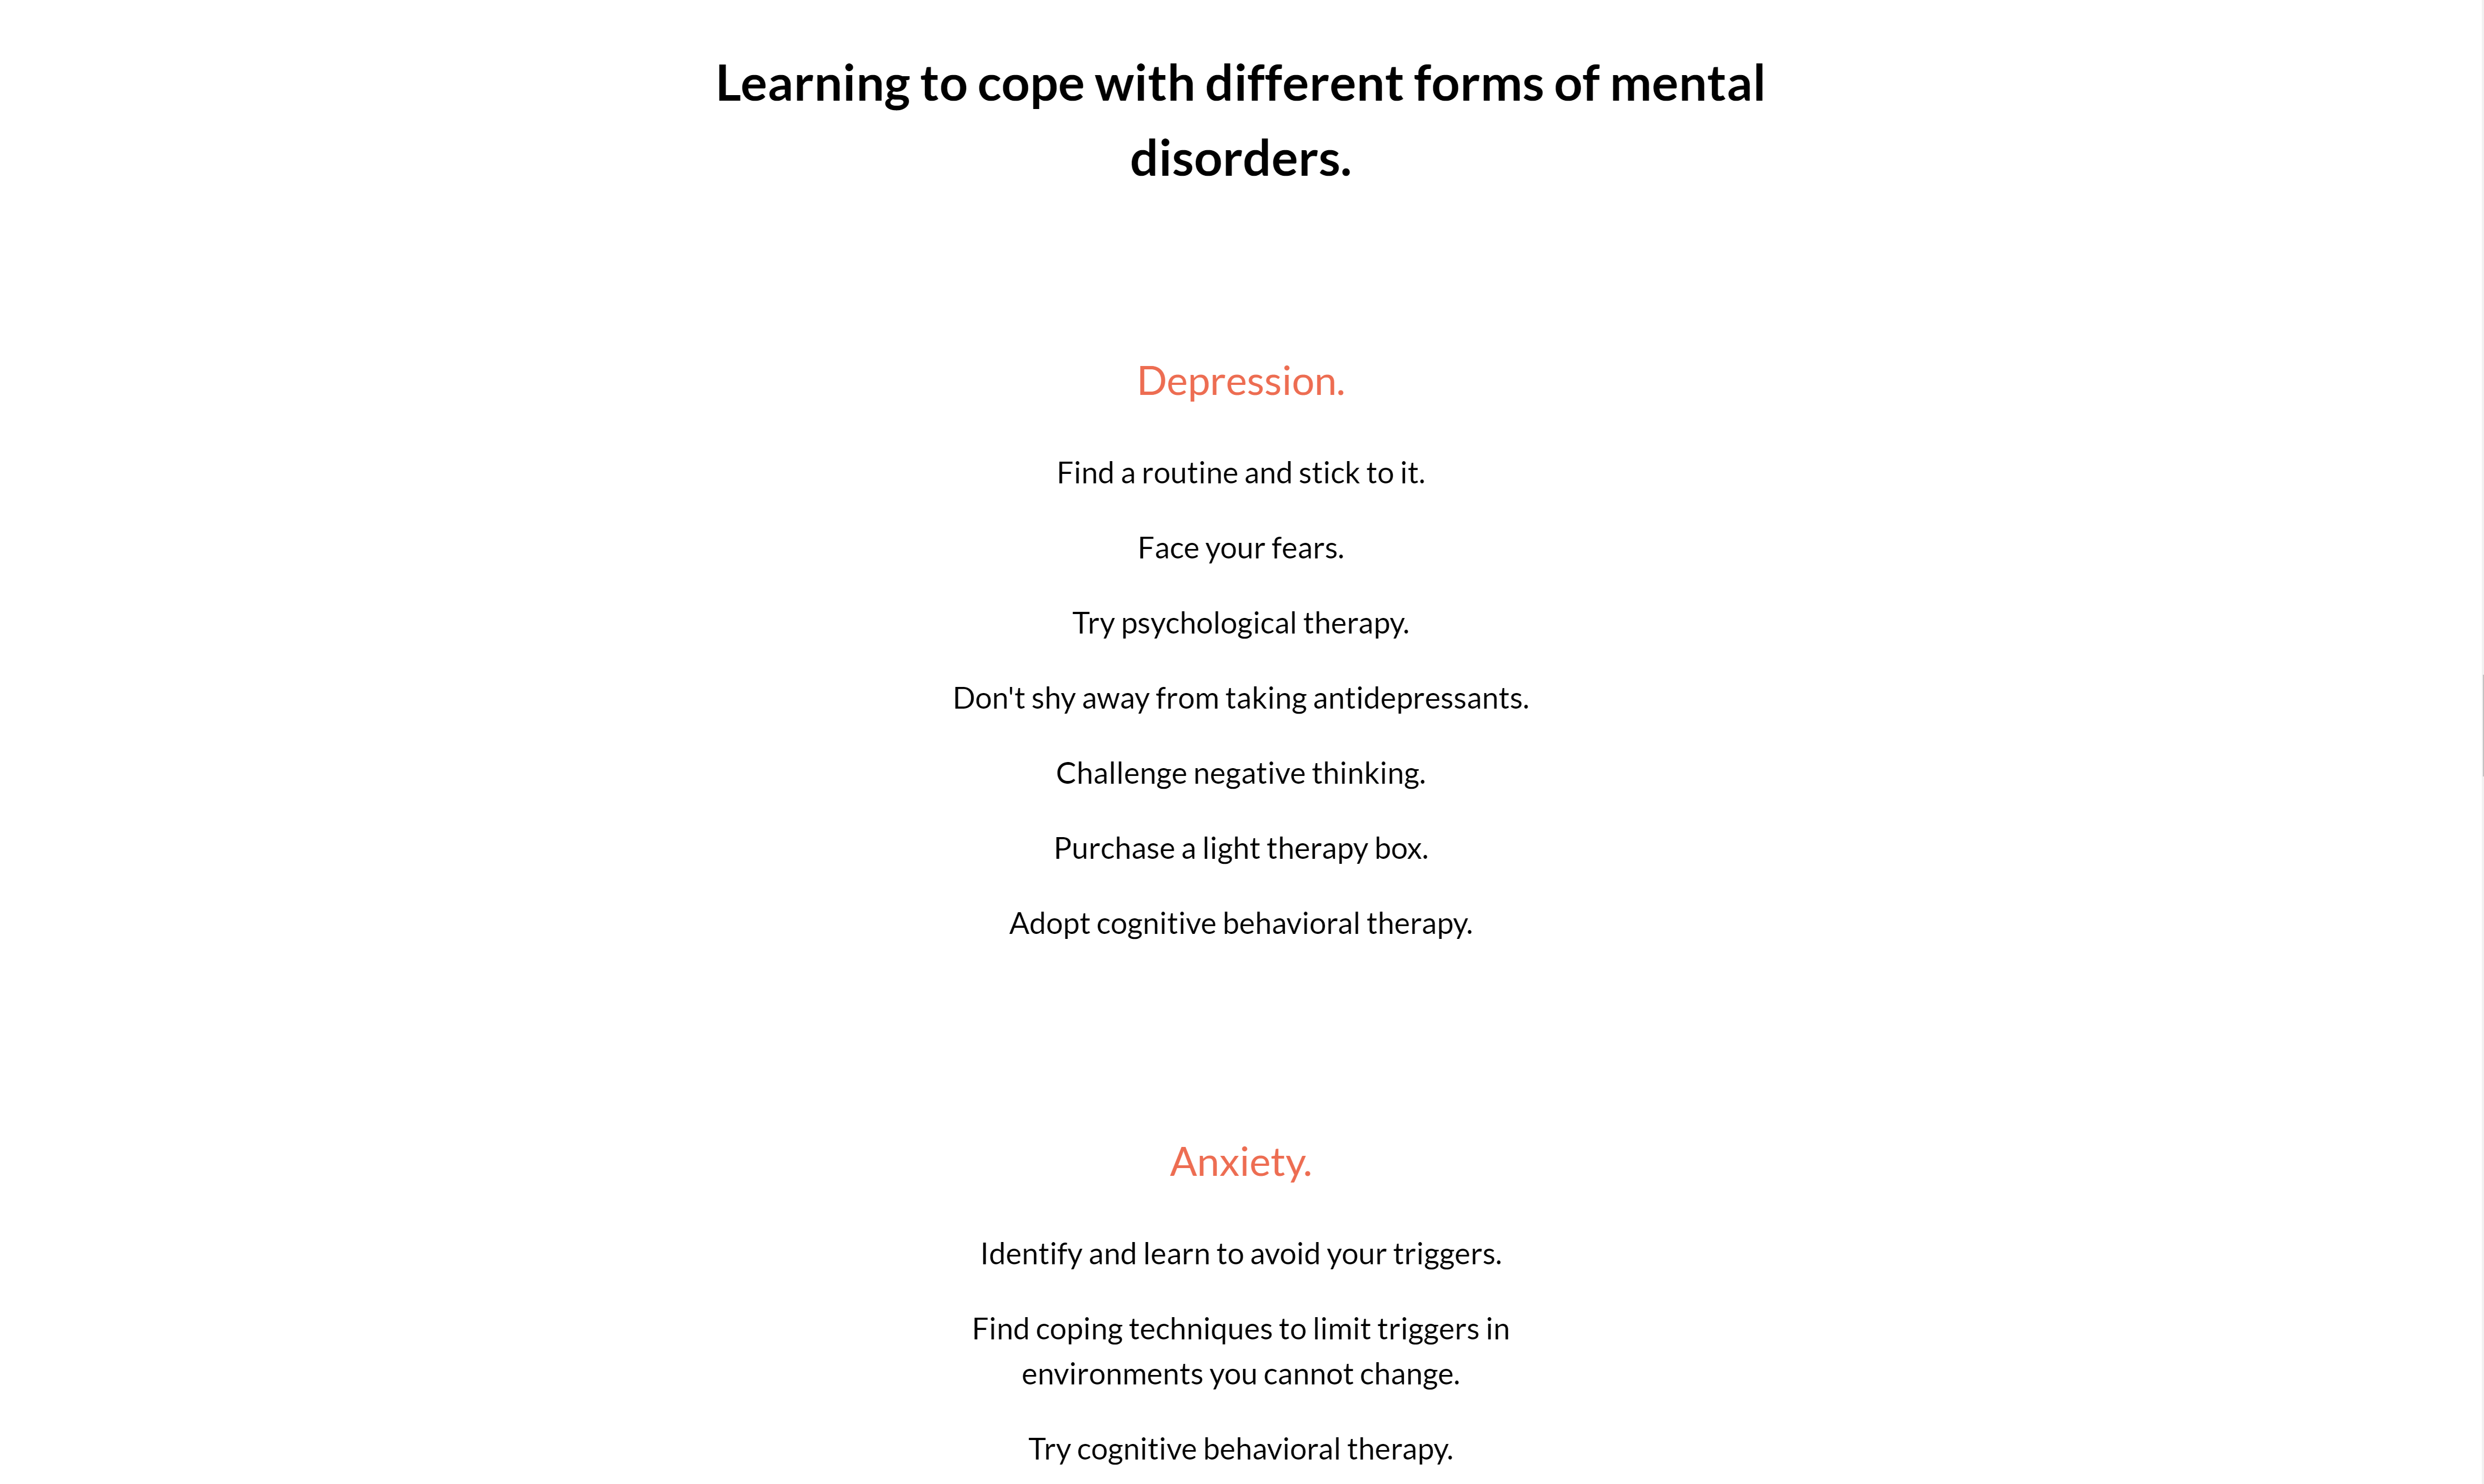 Learning to cope with different forms of mental
disorders.
Depression.
Find a routine and stick to it.
Face your fears.
Try psychological therapy.
Don't shy away from taking antidepressants.
Challenge negative thinking.
Purchase a light therapy box.
Adopt cognitive behavioral therapy.
Anxiety.
Identify and learn to avoid your triggers.
Find coping techniques to limit triggers in
environments you cannot change.
Try cognitive behavioral therapy.